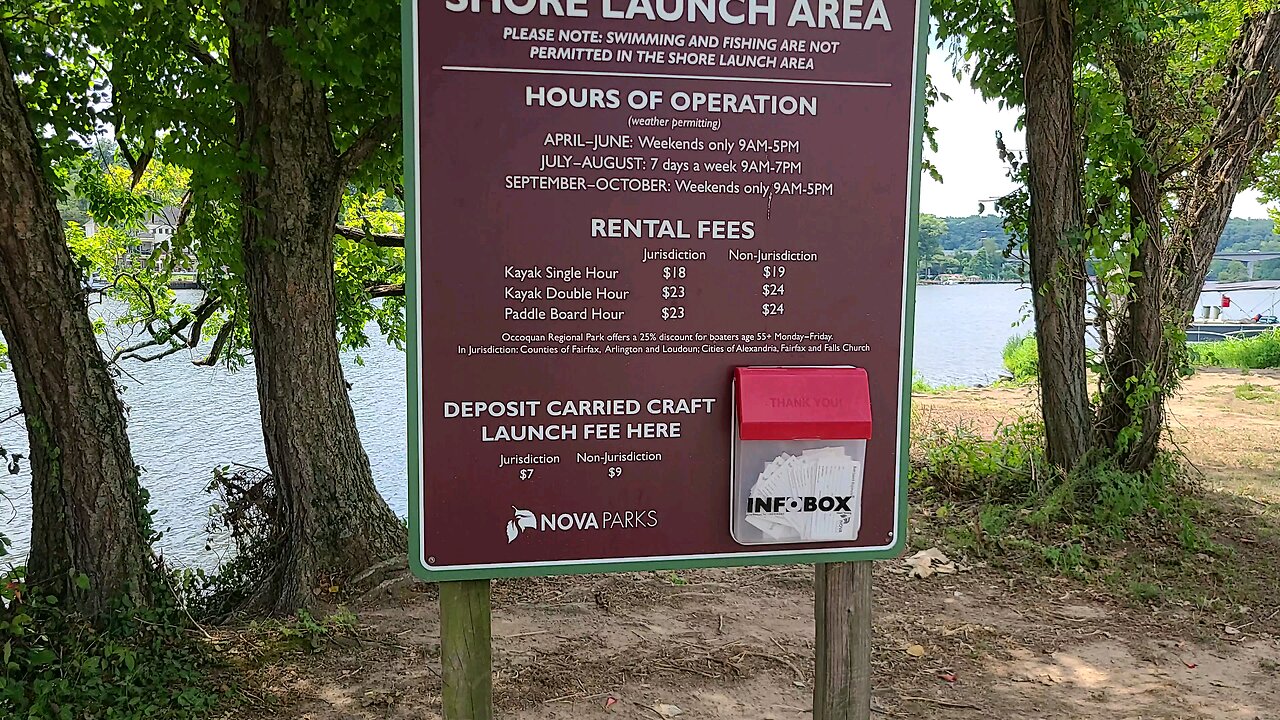 SHORE LAUNCH AREA
PLEASE NOTE: SWIMMING AND FISHING ARE NOT
PERMITTED IN THE SHORE LAUNCH AREA
HOURS OF OPERATION
(weather permitting)
APRIL–JUNE: Weekends only 9AM-5PM
JULY–AUGUST: 7 days a week 9AM-7PM
SEPTEMBER–OCTOBER: Weekends only 9AM-5PM
RENTAL FEES
Jurisdiction Non-Jurisdiction
Kayak Single Hour $18 $19
Kayak Double Hour $23 $24
Paddle Board Hour $23 $24
Occoquan Regional Park offers a 25% discount for boaters age 55+ Monday–Friday.
In Jurisdiction: Counties of Fairfax, Arlington and Loudoun; Cities of Alexandria, Fairfax and Falls Church
DEPOSIT CARRIED CRAFT
LAUNCH FEE HERE
Jurisdiction Non-Jurisdiction
$7 $9
NOVA PARKS
THANK YOU!
INFOBOX